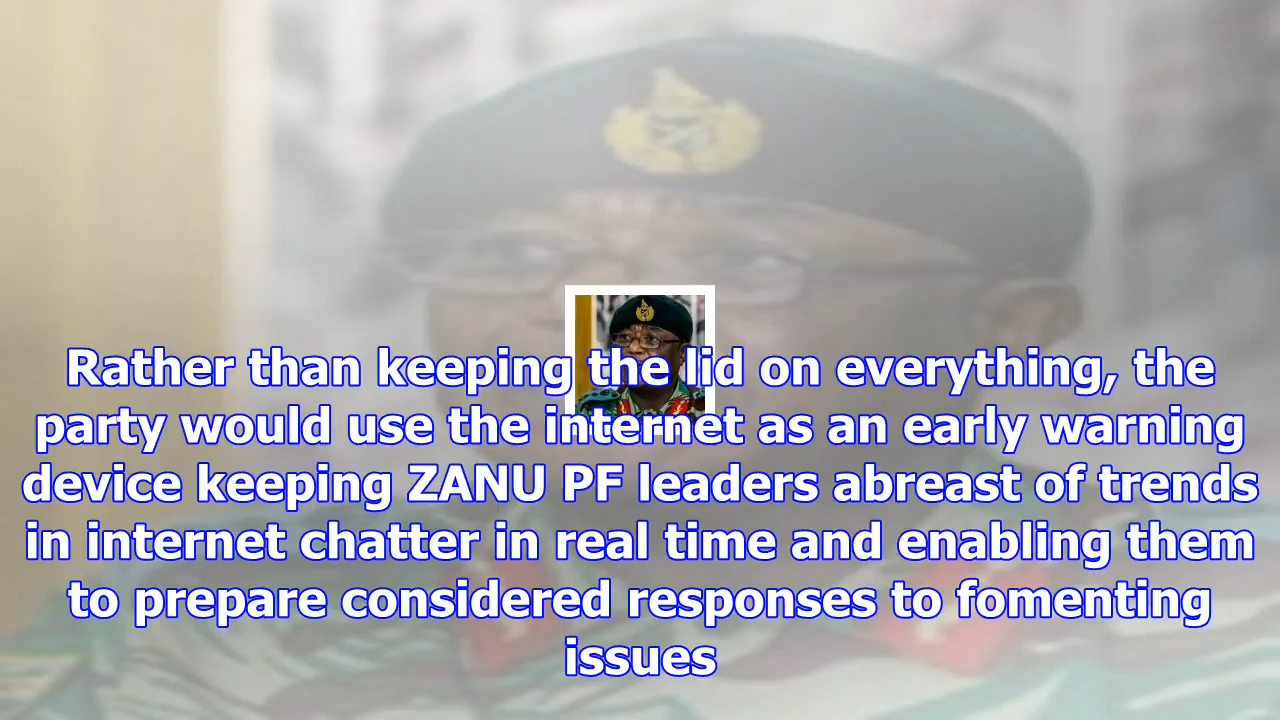 Rather than keeping the lid on everything, the
party would use the internet as an early warning
device keeping ZANU PF leaders abreast of trends
in internet chatter in real time and enabling them
to prepare considered responses to fomenting
issues